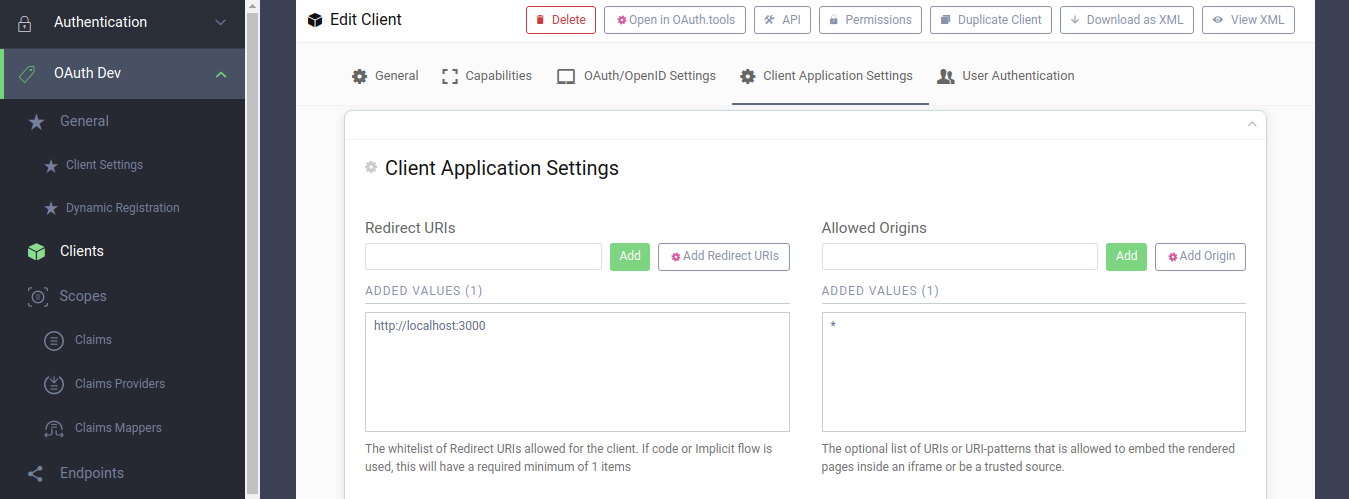 Authentication
OAuth Dev
General
Client Settings
Dynamic Registration
Clients
Scopes
Claims
Claims Providers
Claims Mappers
Endpoints
Edit Client
Delete
Open in OAuth.tools
API
Permissions
Duplicate Client
Download as XML
View XML
General
Capabilities
OAuth/OpenID Settings
Client Application Settings
User Authentication
Client Application Settings
Redirect URIs
Add
Add Redirect URIs
ADDED VALUES (1)
http://localhost:3000
The whitelist of Redirect URIs allowed for the client. If code or Implicit flow is
used, this will have a required minimum of 1 items
Allowed Origins
Add
Add Origin
ADDED VALUES (1)
*
The optional list of URIs or URI-patterns that is allowed to embed the rendered
pages inside an iframe or be a trusted source.